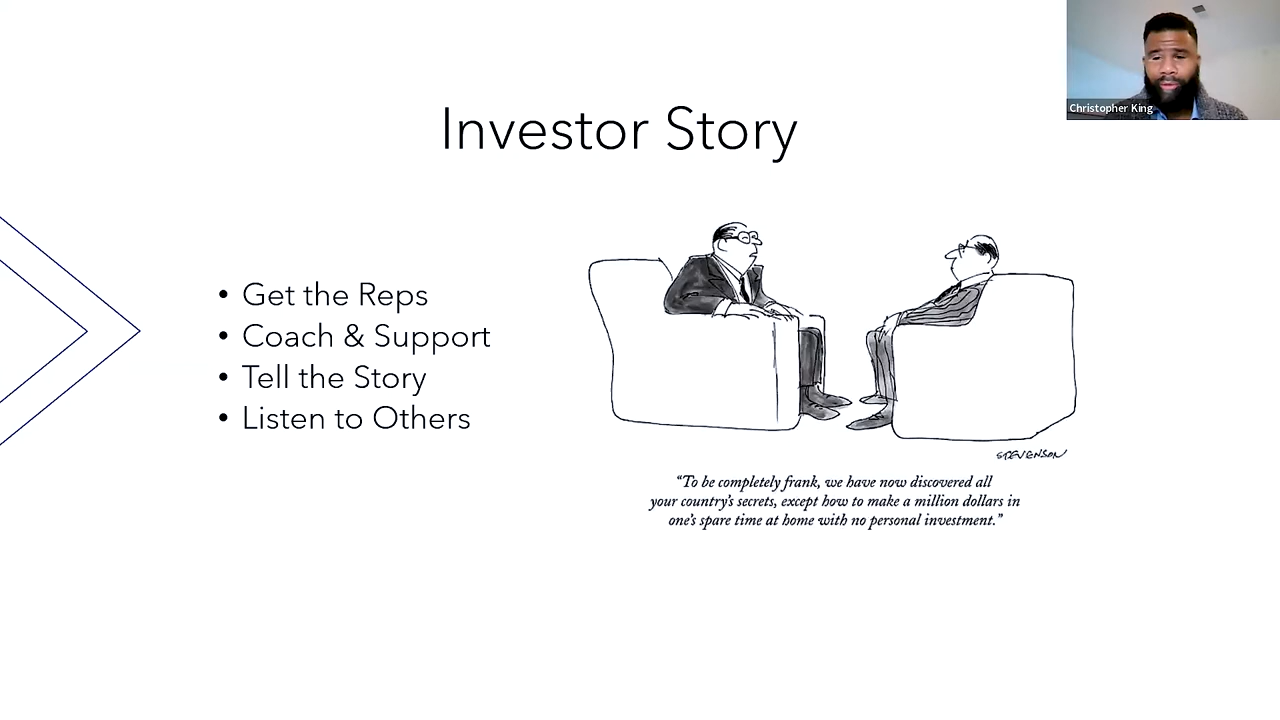 Christopher King
Investor Story
• Get the Reps
• Coach & Support
• Tell the Story
• Listen to Others
STEVENSON
“To be completely frank, we have now discovered all
your country’s secrets, except how to make a million dollars in
one’s spare time at home with no personal investment.”